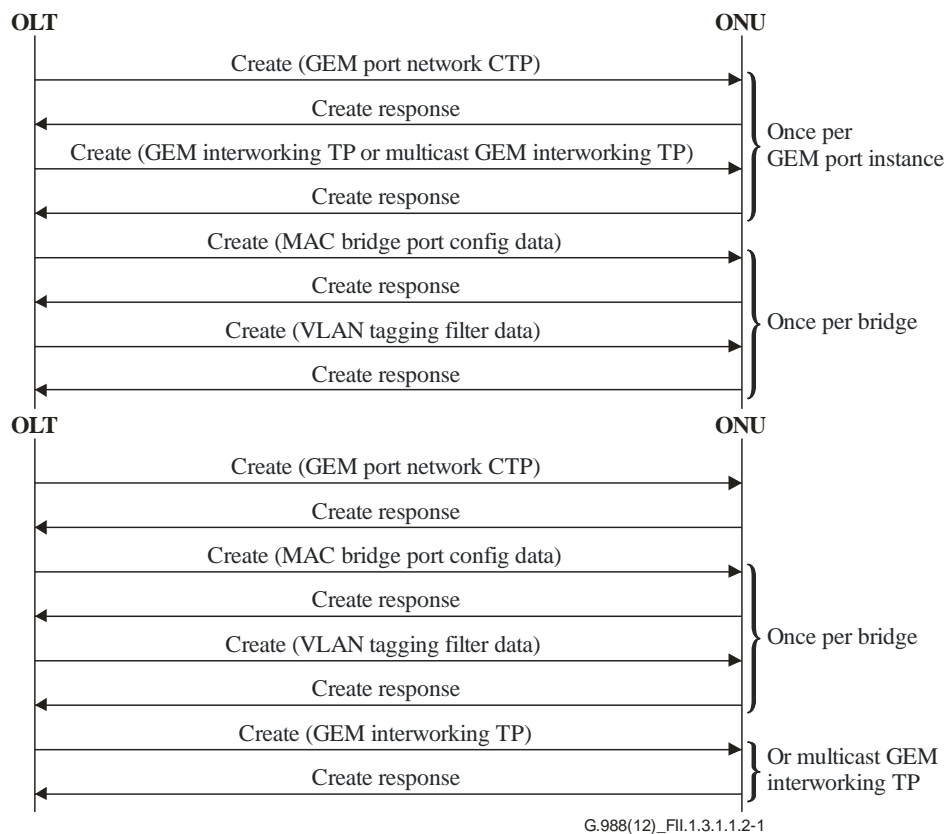 OLT ONU
Create (GEM port network CTP)
Create response
Create (GEM interworking TP or multicast GEM interworking TP)
Create response
Once per
GEM port instance
Create (MAC bridge port config data)
Create response
Create (VLAN tagging filter data)
Create response
Once per bridge
OLT ONU
Create (GEM port network CTP)
Create response
Create (MAC bridge port config data)
Create response
Create (VLAN tagging filter data)
Create response
Once per bridge
Create (GEM interworking TP)
Create response
Or multicast GEM
interworking TP
G.988(12)_FII.1.3.1.1.2-1